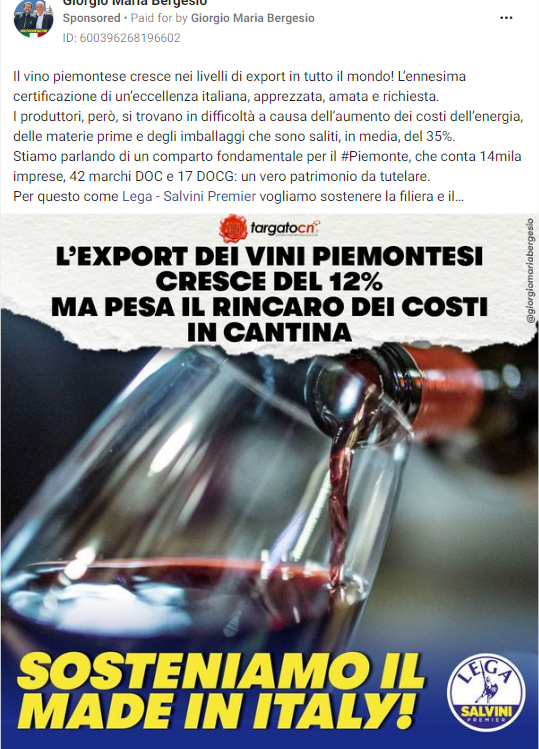 Giorgio Maria Bergesio
Sponsored • Paid for by Giorgio Maria Bergesio
ID: 600396268196602
Il vino piemontese cresce nei livelli di export in tutto il mondo! L'ennesima
certificazione di un'eccellenza italiana, apprezzata, amata e richiesta.
I produttori, però, si trovano in difficoltà a causa dell'aumento dei costi dell'energia,
delle materie prime e degli imballaggi che sono saliti, in media, del 35%.
Stiamo parlando di un comparto fondamentale per il #Piemonte, che conta 14mila
imprese, 42 marchi DOC e 17 DOCG: un vero patrimonio da tutelare.
Per questo come Lega - Salvini Premier vogliamo sostenere la filiera e il...
targatocn
L'EXPORT DEI VINI PIEMONTESI
CRESCE DEL 12%
MA PESA IL RINCARO DEI COSTI
IN CANTINA
@giorgiomariabergesio
SOSTENIAMO IL
MADE IN ITALY!
LEGA
SALVINI
PREMIER